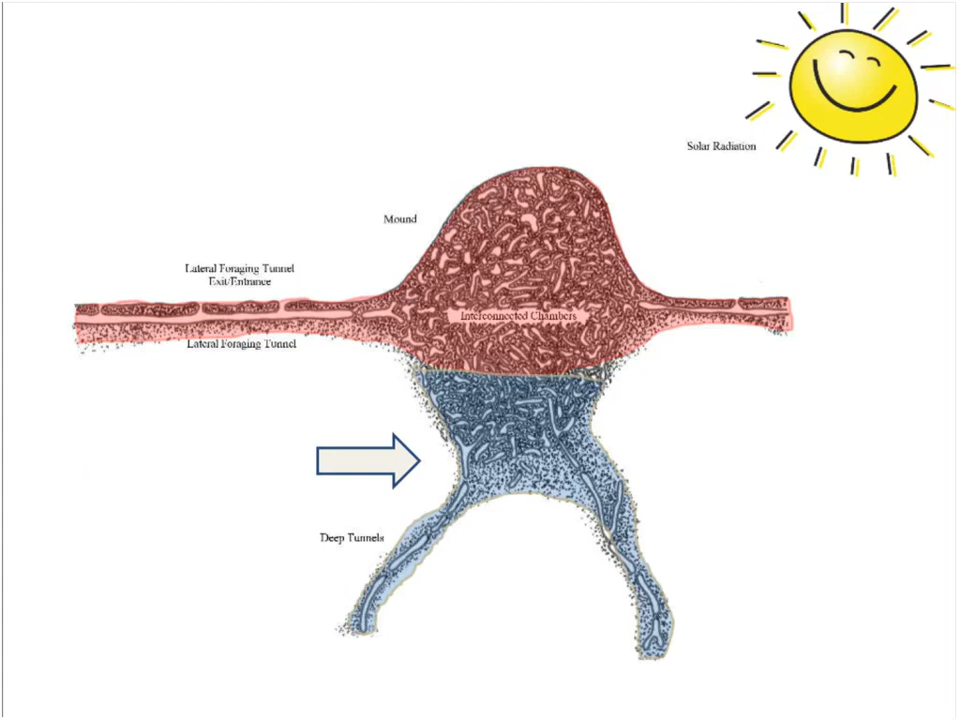 Solar Radiation
Mound
Lateral Foraging Tunnel
Exit/Entrance
Interconnected Chambers
Lateral Foraging Tunnel
Deep Tunnels